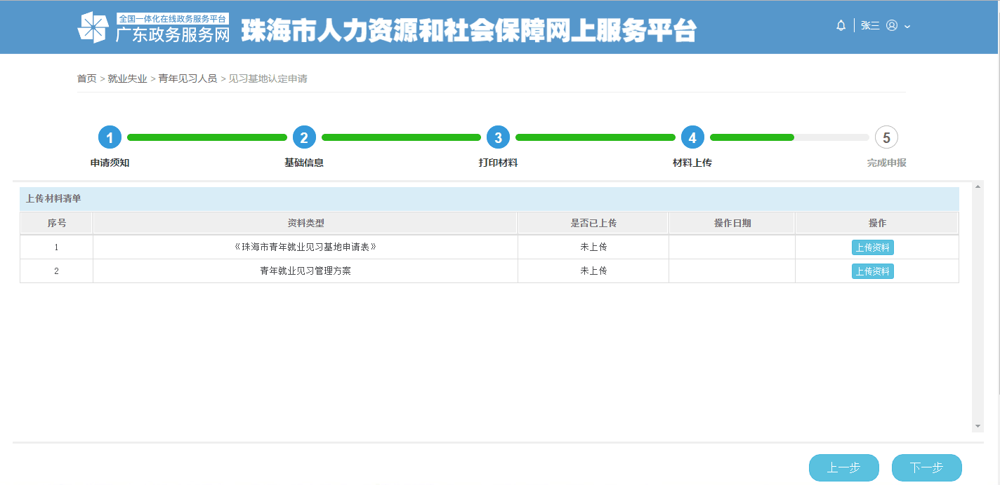 全国一体化在线政务服务平台
广东政务服务网
珠海市人力资源和社会保障网上服务平台
张三
首页 > 就业失业 > 青年见习人员 > 见习基地认定申请
1 2 3 4 5
申请须知 基础信息 打印材料 材料上传 完成申报
上传材料清单
序号 资料类型 是否已上传 操作日期 操作
1 《珠海市青年就业见习基地申请表》 未上传 上传资料
2 青年就业见习管理方案 未上传 上传资料
上一步 下一步